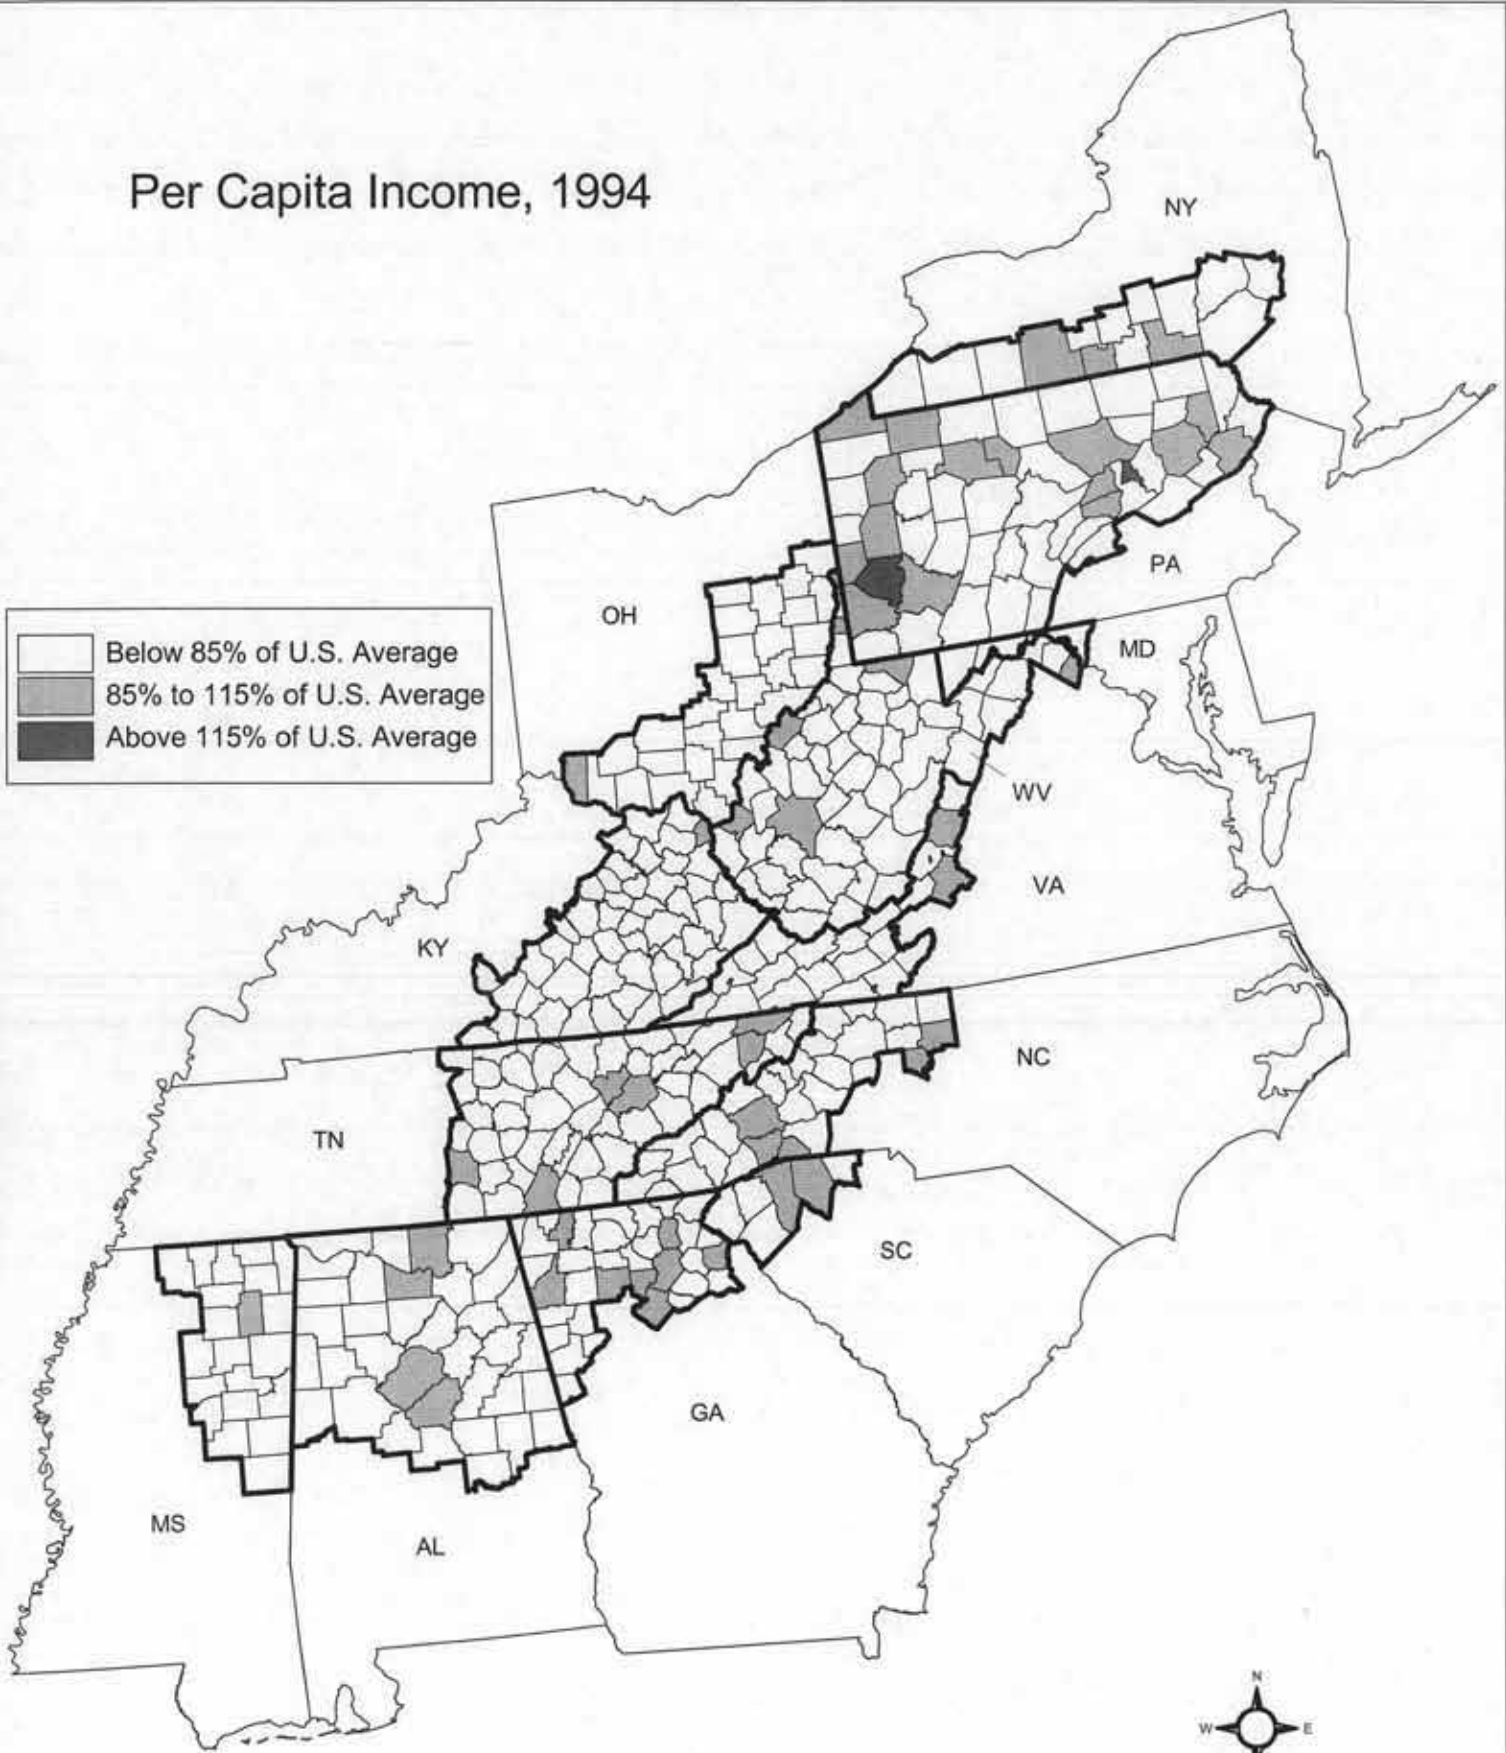 Per Capita Income, 1994
NY
PA
OH
Below 85% of U.S. Average
85% to 115% of U.S. Average
Above 115% of U.S. Average
MD
WV
VA
KY
NC
TN
SC
GA
MS
AL
N
W E